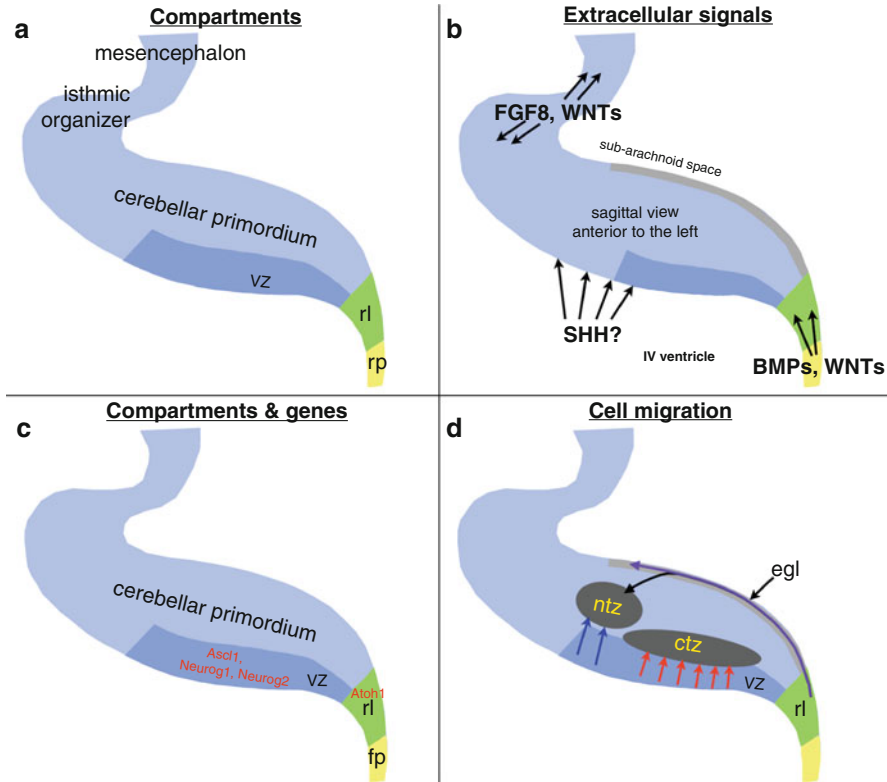 a
Compartments
mesencephalon
isthmic
organizer
cerebellar primordium
VZ
rl
rp
b
Extracellular signals
FGF8, WNTs
sub-arachnoid space
sagittal view
anterior to the left
SHH?
IV ventricle
BMPs, WNTs
c
Compartments & genes
cerebellar primordium
Ascl1,
Neurog1, Neurog2
VZ
Atoh1
rl
fp
d
Cell migration
egl
ntz
ctz
VZ
rl